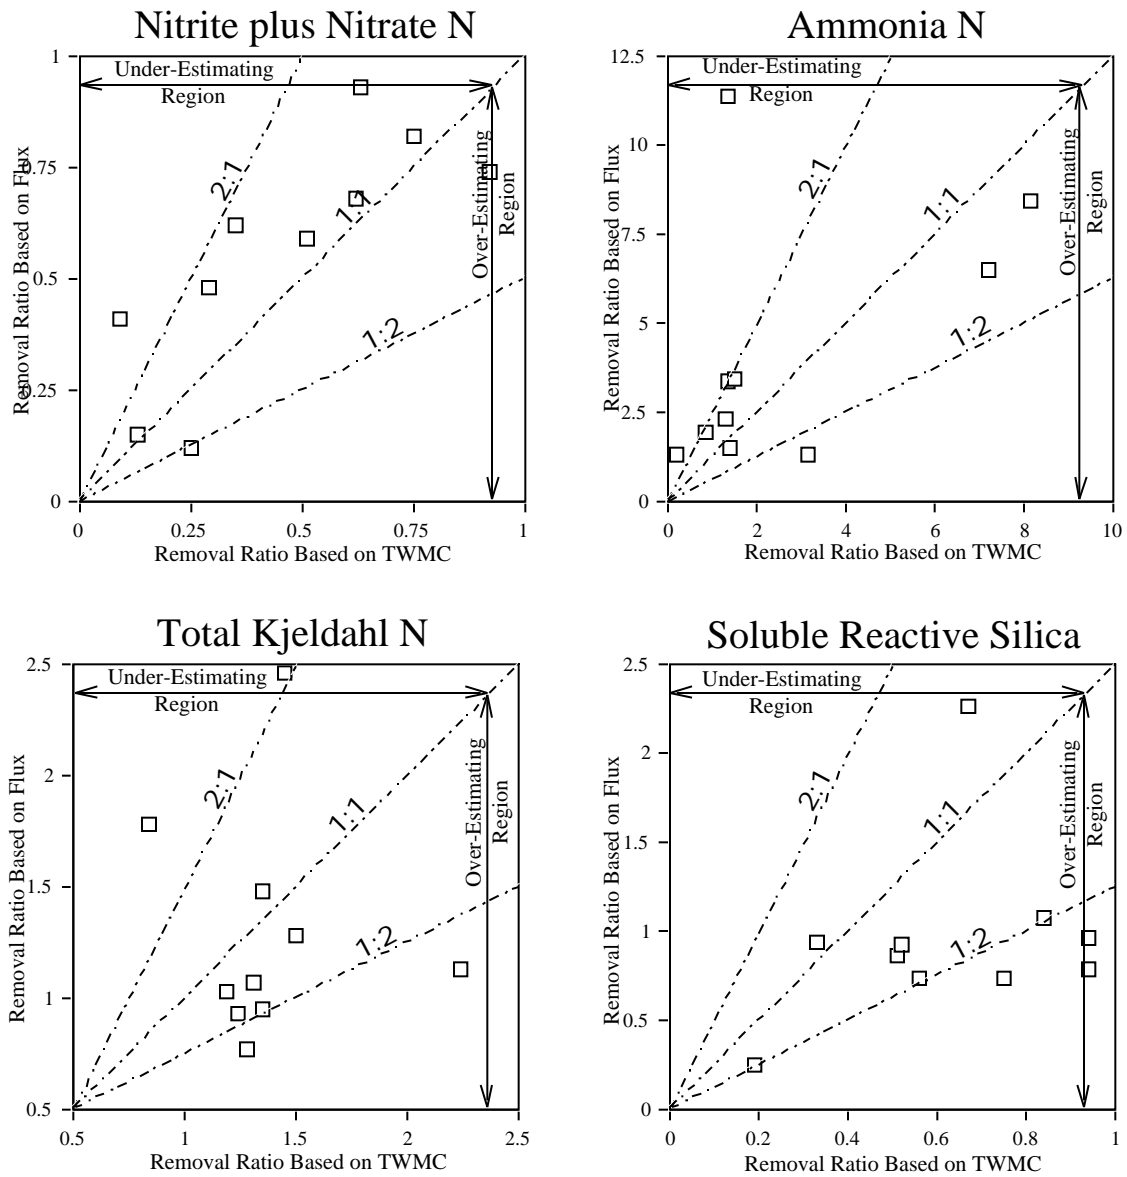 Nitrite plus Nitrate N
1
0.75
0.5
0.25
0
0
0.25
0.5
0.75
1
Removal Ratio Based on Flux
Removal Ratio Based on TWMC
Under-Estimating
Region
Over-Estimating
Region
2:1
1:1
1:2
Ammonia N
12.5
10
7.5
5
2.5
0
0
2
4
6
8
10
Removal Ratio Based on Flux
Removal Ratio Based on TWMC
Under-Estimating
Region
Over-Estimating
Region
2:1
1:1
1:2
Total Kjeldahl N
2.5
2
1.5
1
0.5
0.5
1
1.5
2
2.5
Removal Ratio Based on Flux
Removal Ratio Based on TWMC
Under-Estimating
Region
Over-Estimating
Region
2:1
1:1
1:2
Soluble Reactive Silica
2.5
2
1.5
1
0.5
0
0
0.2
0.4
0.6
0.8
1
Removal Ratio Based on Flux
Removal Ratio Based on TWMC
Under-Estimating
Region
Over-Estimating
Region
2:1
1:1
1:2